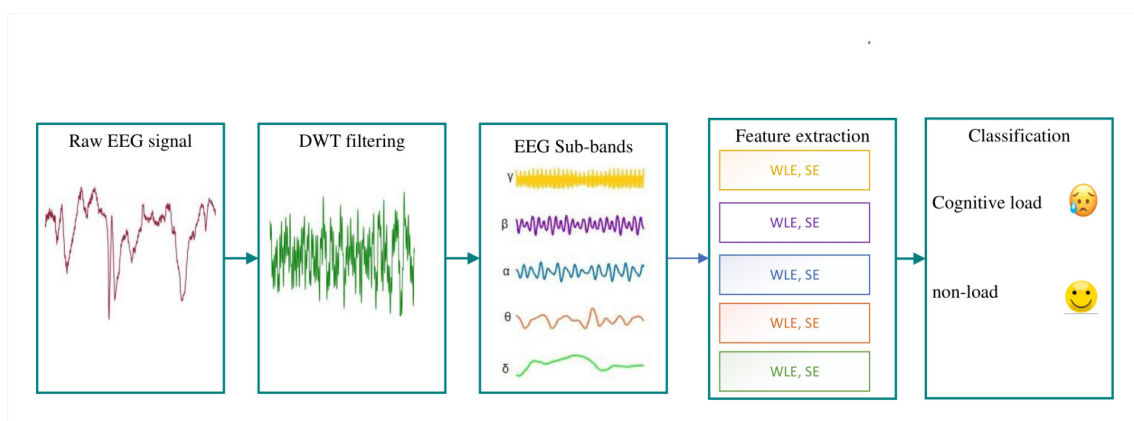 Raw EEG signal
DWT filtering
EEG Sub-bands
γ
β
α
θ
δ
Feature extraction
WLE, SE
WLE, SE
WLE, SE
WLE, SE
WLE, SE
Classification
Cognitive load
non-load